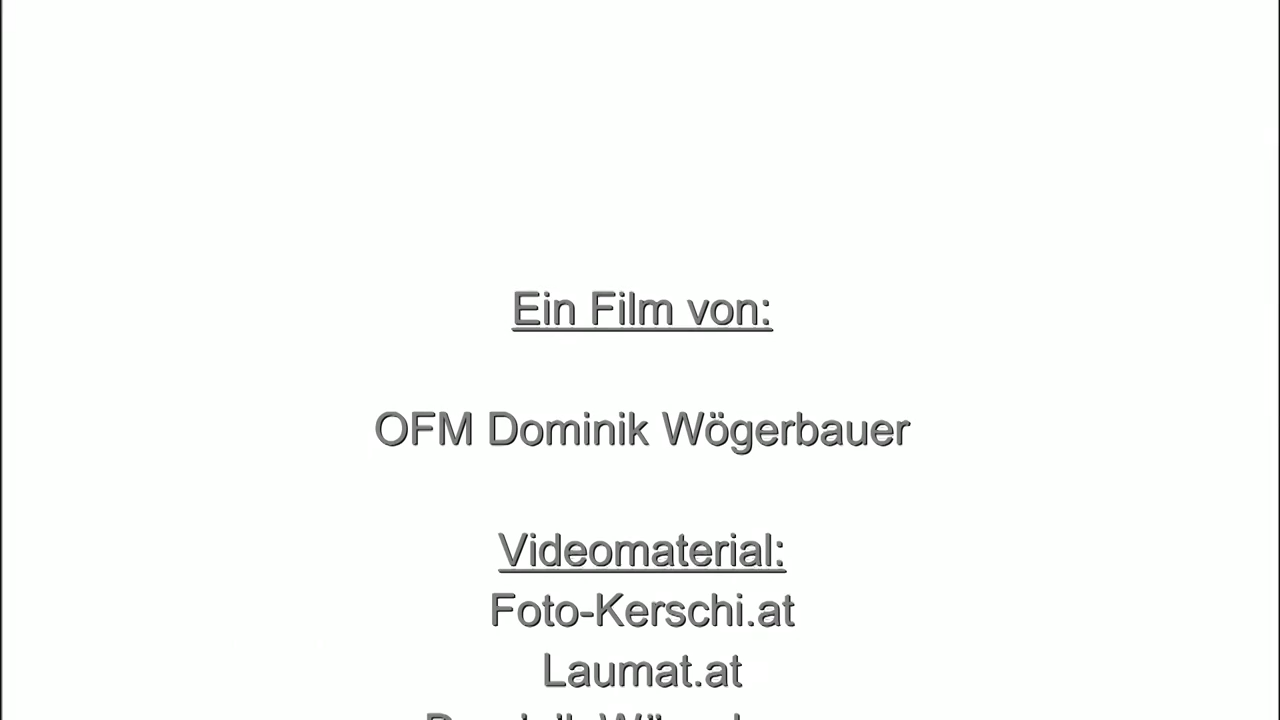 Ein Film von:
OFM Dominik Wögerbauer
Videomaterial:
Foto-Kerschi.at
Laumat.at